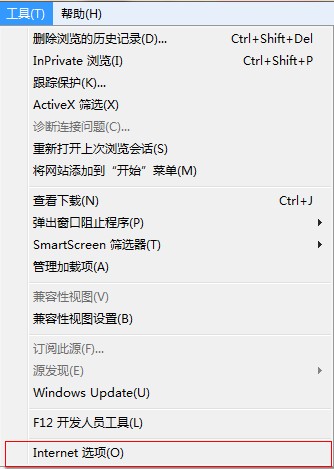 工具(T) 帮助(H)
删除浏览的历史记录(D)... Ctrl+Shift+Del
InPrivate 浏览(I) Ctrl+Shift+P
跟踪保护(K)...
ActiveX 筛选(X)
诊断连接问题(C)...
重新打开上次浏览会话(S)
将网站添加到“开始”菜单(M)
查看下载(N) Ctrl+J
弹出窗口阻止程序(P)
SmartScreen 筛选器(T)
管理加载项(A)
兼容性视图(V)
兼容性视图设置(B)
订阅此源(F)...
源发现(E)
Windows Update(U)
F12 开发人员工具(L)
Internet 选项(O)